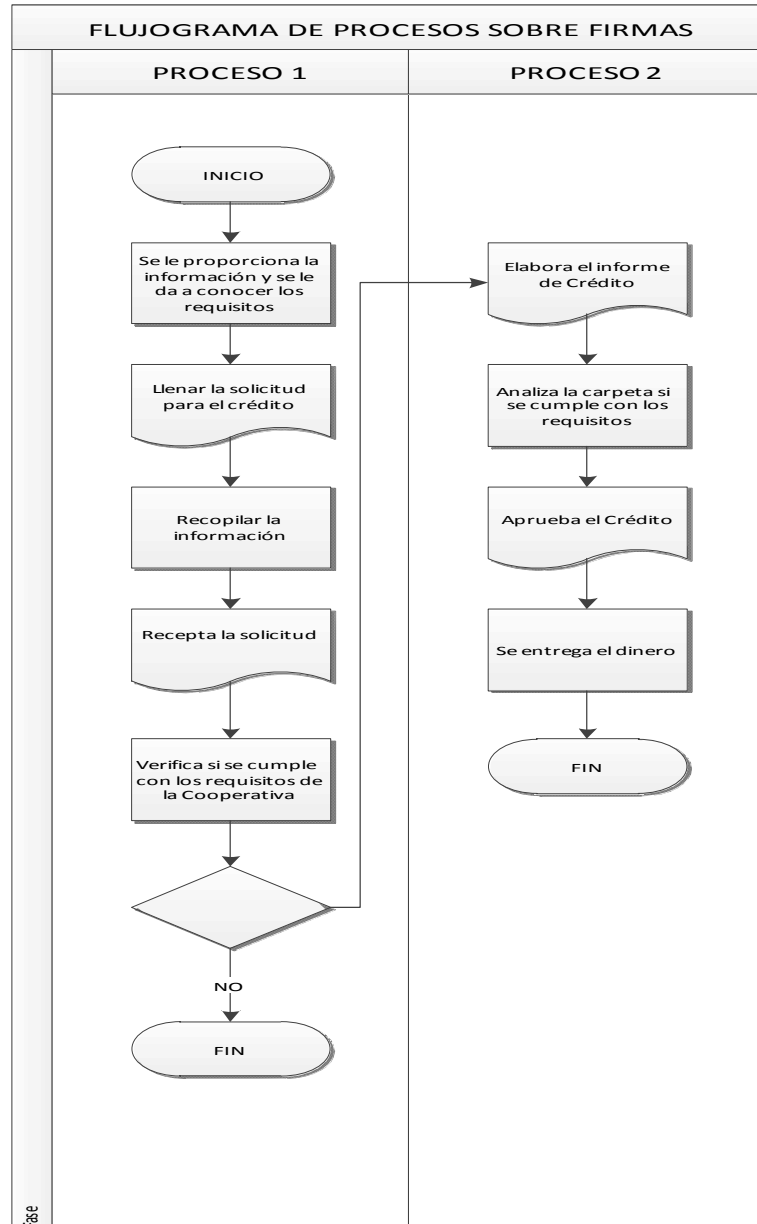 FLUJOGRAMA DE PROCESOS SOBRE FIRMAS
PROCESO 1
PROCESO 2
INICIO
Se le proporciona la
información y se le
da a conocer los
requisitos
Llenar la solicitud
para el crédito
Recopilar la
información
Recepta la solicitud
Verifica si se cumple
con los requisitos de
la Cooperativa
NO
FIN
Elabora el informe
de Crédito
Analiza la carpeta si
se cumple con los
requisitos
Aprueba el Crédito
Se entrega el dinero
FIN